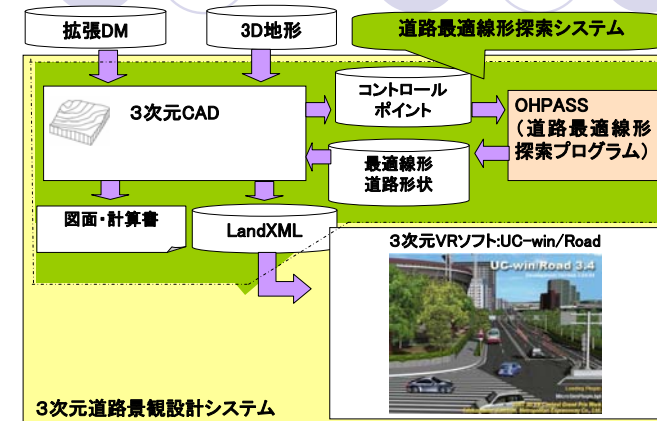 拡張DM
3D地形
道路最適線形探索システム
3次元CAD
コントロール
ポイント
OHPASS
(道路最適線形
探索プログラム)
最適線形
道路形状
図面・計算書
LandXML
3次元VRソフト:UC-win/Road
UC-win/Road 3.4
3次元道路景観設計システム